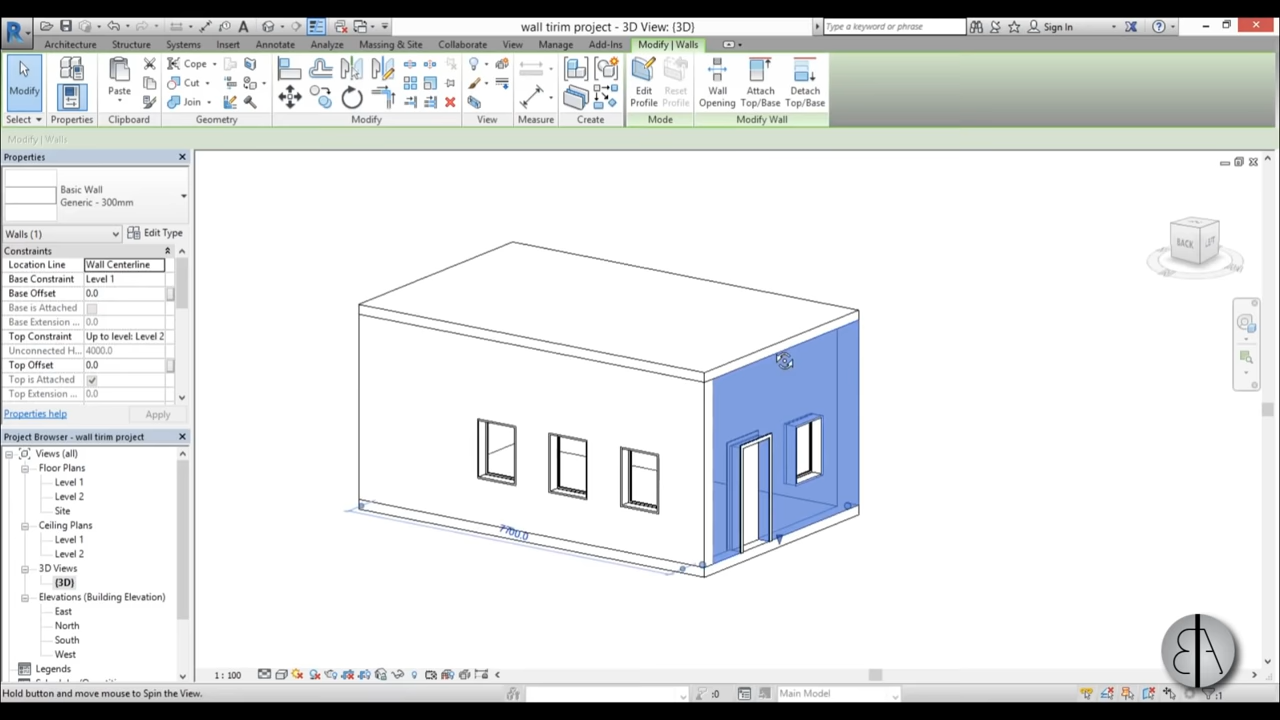 wall tirim project - 3D View: {3D}
Type a keyword or phrase
Sign In
Architecture Structure Systems Insert Annotate Analyze Massing & Site Collaborate View Manage Add-Ins Modify | Walls
Modify
Paste
Cope
Cut
Join
Edit Profile
Reset Profile
Wall Opening
Attach Top/Base
Detach Top/Base
Select Properties Clipboard Geometry Modify View Measure Create Mode Modify Wall
Modify | Walls
Properties
Basic Wall
Generic - 300mm
Walls (1) Edit Type
Constraints
Location Line Wall Centerline
Base Constraint Level 1
Base Offset 0.0
Base is Attached
Base Extension ... 0.0
Top Constraint Up to level: Level 2
Unconnected H... 4000.0
Top Offset 0.0
Top is Attached
Top Extension ... 0.0
Properties help Apply
Project Browser - wall tirim project
Views (all)
Floor Plans
Level 1
Level 2
Site
Ceiling Plans
Level 1
Level 2
3D Views
{3D}
Elevations (Building Elevation)
East
North
South
West
Legends
7700.0
BACK LEFT
1 : 100
Hold button and move mouse to Spin the View.
:0
Main Model
:1